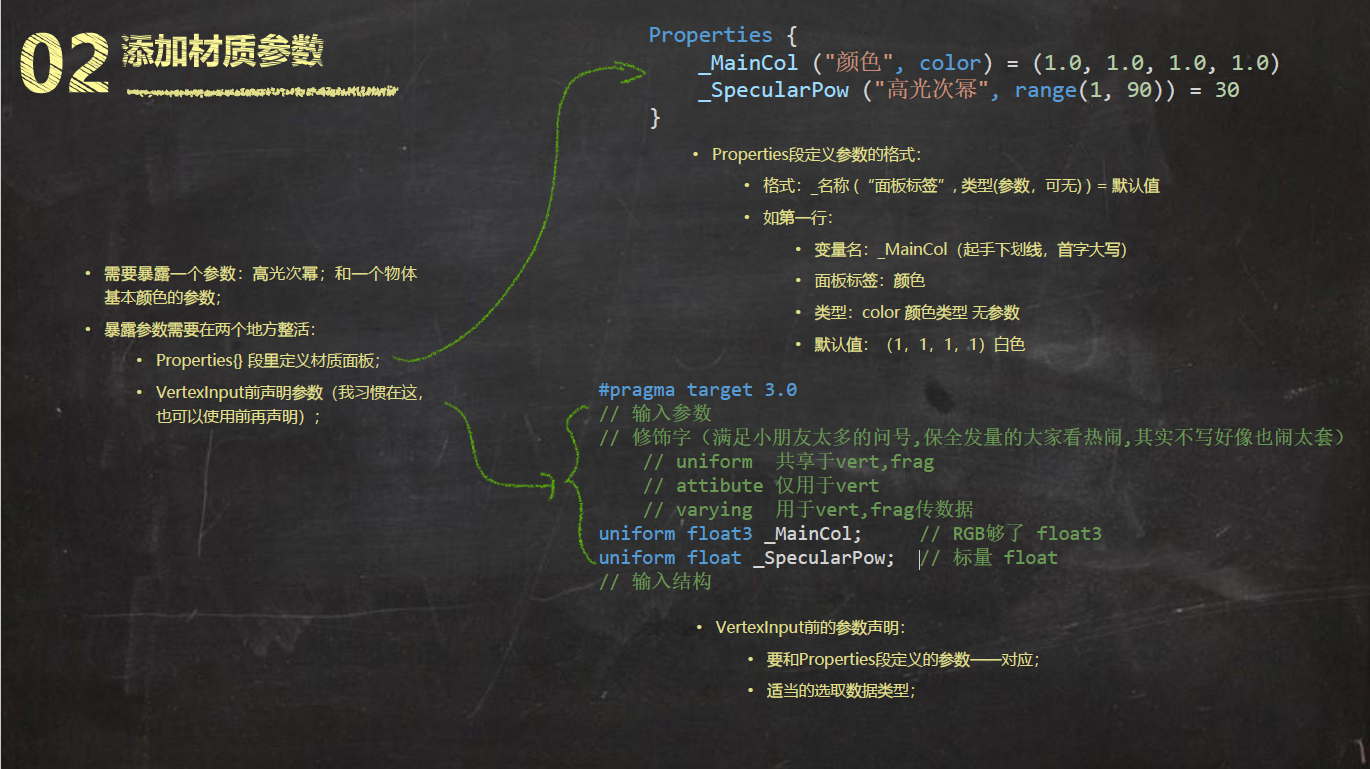 02 添加材质参数
Properties {
_MainCol ("颜色", color) = (1.0, 1.0, 1.0, 1.0)
_SpecularPow ("高光次幂", range(1, 90)) = 30
}
• Properties段定义参数的格式：
• 格式：_名称 (“面板标签”, 类型(参数，可无) ) = 默认值
• 如第一行：
• 变量名：_MainCol（起手下划线，首字大写）
• 面板标签：颜色
• 类型：color 颜色类型 无参数
• 默认值：（1，1，1，1）白色
• 需要暴露一个参数：高光次幂；和一个物体
基本颜色的参数；
• 暴露参数需要在两个地方整活：
• Properties{} 段里定义材质面板；
• VertexInput前声明参数（我习惯在这，
也可以使用前再声明）；
#pragma target 3.0
// 输入参数
// 修饰字（满足小朋友太多的问号,保全发量的大家看热闹,其实不写好像也闹太套）
// uniform 共享于vert,frag
// attibute 仅用于vert
// varying 用于vert,frag传数据
uniform float3 _MainCol; // RGB够了 float3
uniform float _SpecularPow; // 标量 float
// 输入结构
• VertexInput前的参数声明：
• 要和Properties段定义的参数一一对应；
• 适当的选取数据类型；